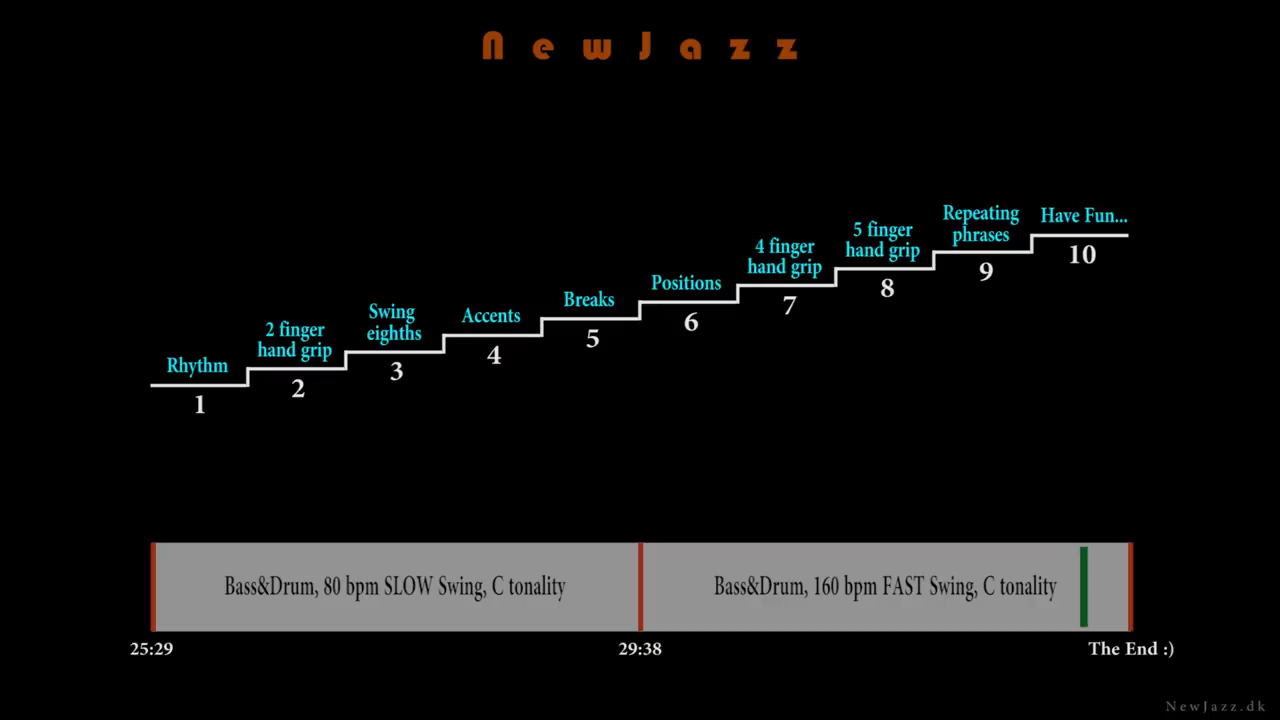 NewJazz
Rhythm
1
2 finger
hand grip
2
Swing
eighths
3
Accents
4
Breaks
5
Positions
6
4 finger
hand grip
7
5 finger
hand grip
8
Repeating
phrases
9
Have Fun...
10
Bass&Drum, 80 bpm SLOW Swing, C tonality
Bass&Drum, 160 bpm FAST Swing, C tonality
25:29
29:38
The End :)
NewJazz.dk